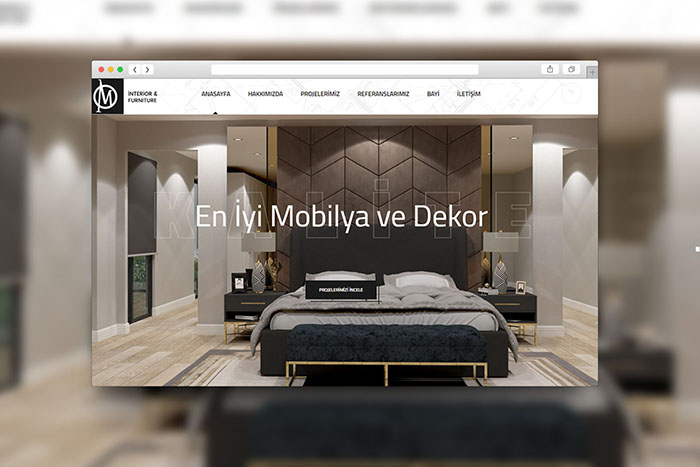 M
İNTERIOR &
FURNITURE
ANASAYFA
HAKKIMIZDA
PROJELERİMİZ
REFERANSLARIMIZ
BAYİ
İLETİŞİM
KALİTE
En İyi Mobilya ve Dekor
PROJELERİMİZİ İNCELE